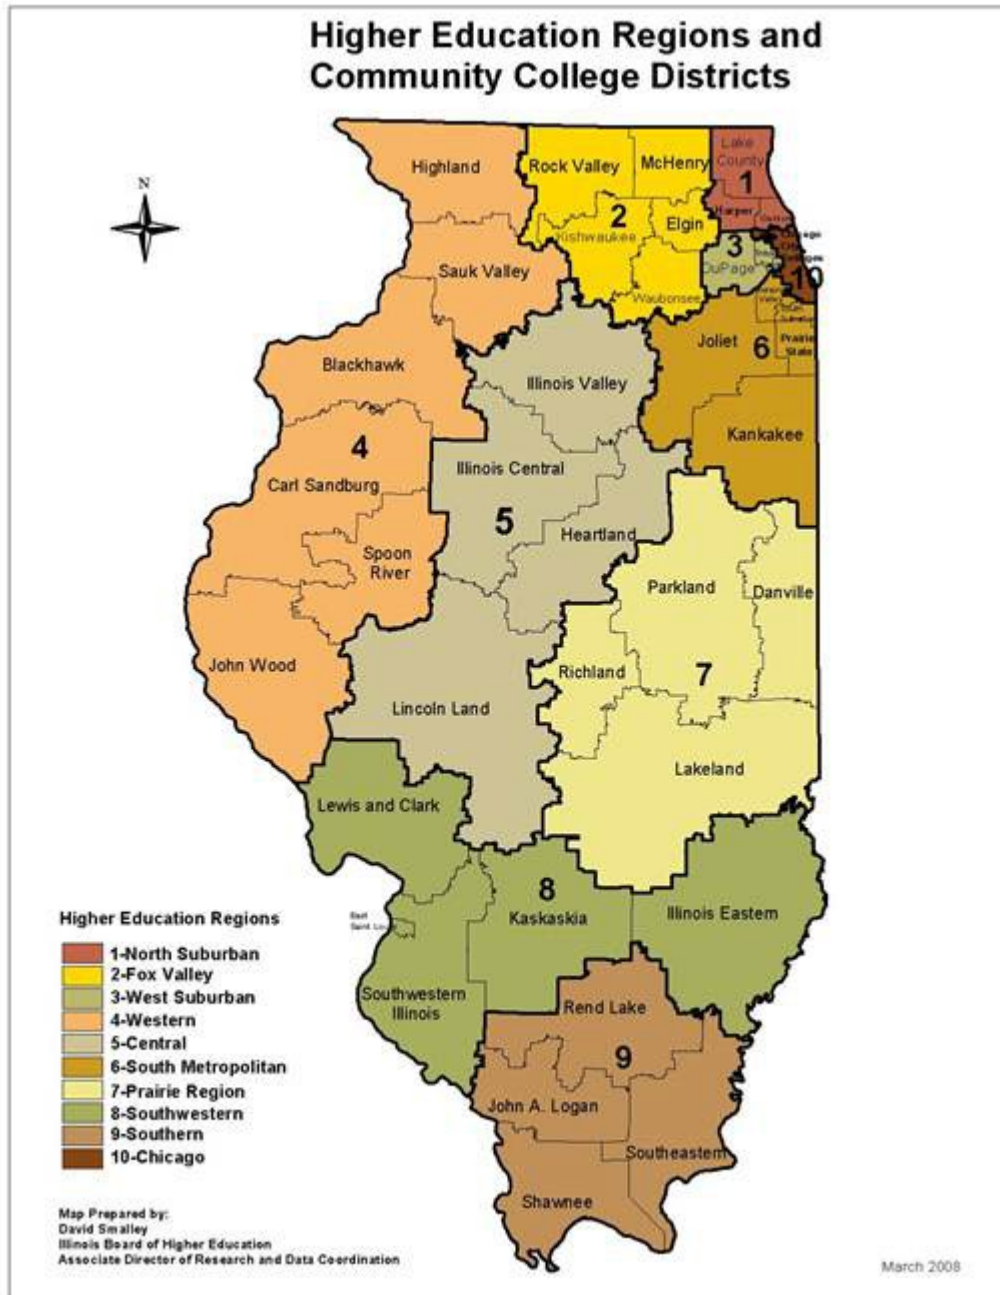 Higher Education Regions and
Community College Districts
N
Highland
Rock Valley
McHenry
Lake
County
1
Harper
2
Elgin
Kishwaukee
3
DuPage
10
Sauk Valley
Waubonsee
Joliet
6
Prairie
State
Blackhawk
Illinois Valley
4
Kankakee
Carl Sandburg
Illinois Central
5
Heartland
Spoon
River
Parkland
Danville
John Wood
Richland
7
Lincoln Land
Lakeland
Lewis and Clark
8
Kaskaskia
Illinois Eastern
East
Southwestern
Illinois
Rend Lake
9
John A. Logan
Southeastern
Shawnee
Higher Education Regions
1-North Suburban
2-Fox Valley
3-West Suburban
4-Western
5-Central
6-South Metropolitan
7-Prairie Region
8-Southwestern
9-Southern
10-Chicago
Map Prepared by:
David Smalley
Illinois Board of Higher Education
Associate Director of Research and Data Coordination
March 2008